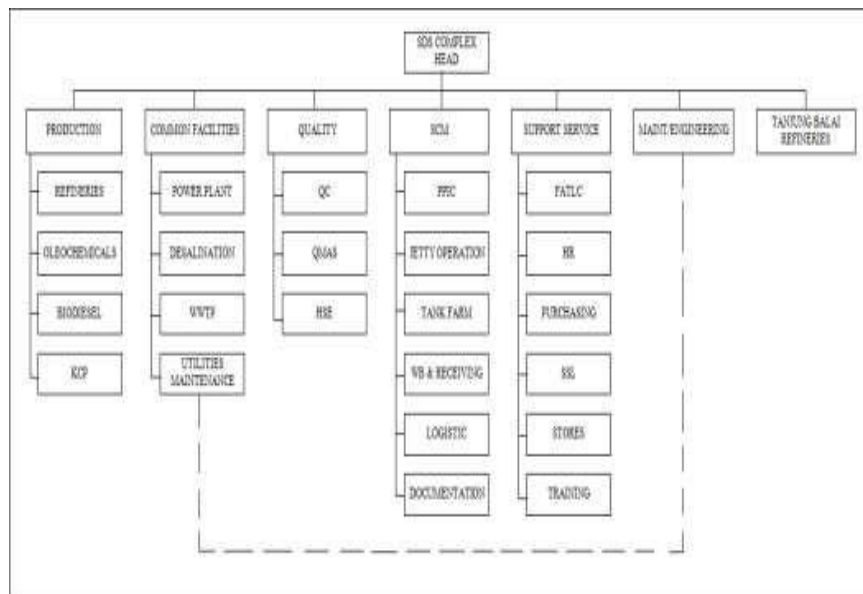 SDS COMPLEX
HEAD
PRODUCTION
COMMON FACILITIES
QUALITY
SCM
SUPPORT SERVICE
MAINT/ENGINEERING
TANJUNG BALAI
REFINERIES
REFINERIES
POWER PLANT
QC
PPIC
FATLC
OLEOCHEMICALS
DESALINATION
QMAS
JETTY OPERATION
HR
BIODIESEL
WWTP
HSE
TANK FARM
PURCHASING
KCP
UTILITIES
MAINTENANCE
WB & RECEIVING
SSL
LOGISTIC
STORES
DOCUMENTATION
TRAINING